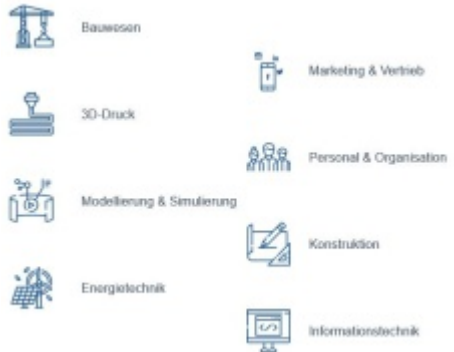 Bauwesen
3D-Druck
Modellierung & Simulierung
Energietechnik
Marketing & Vertrieb
Personal & Organisation
Konstruktion
Informationstechnik